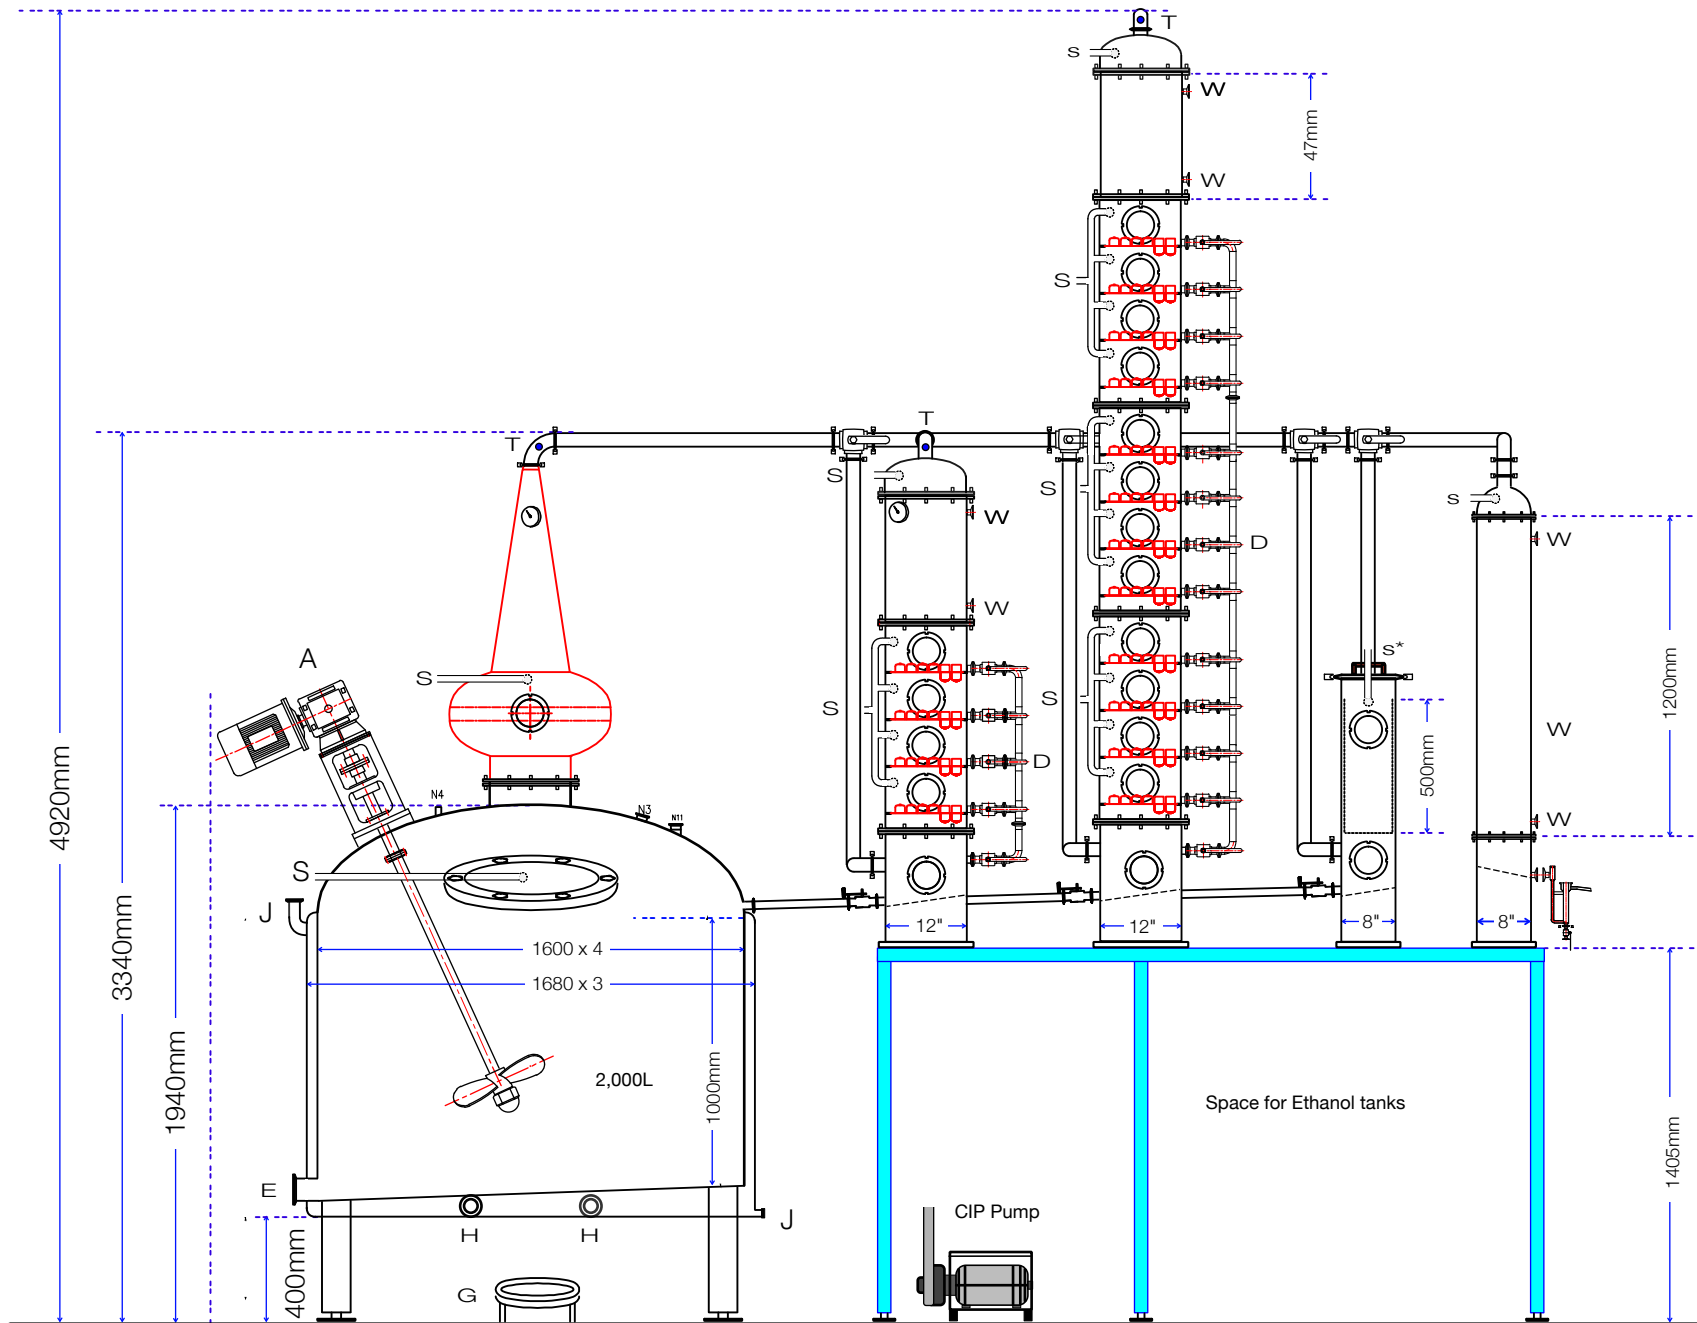 T
s
W
47mm
W
S
T
T
S
S
W
D
s
W
W
s*
A
S
S
S
D
W
1200mm
500mm
4920mm
N4
N3
N11
S
W
J
12"
12"
8"
8"
1600 x 4
1680 x 3
3340mm
1940mm
1000mm
2,000L
Space for Ethanol tanks
1405mm
E
J
CIP Pump
H
H
400mm
G